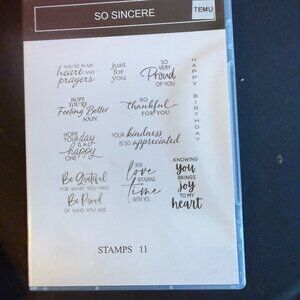 SO SINCERE
TEMU
YOU'RE IN MY
heart AND
prayers
just
for
you
SO
VERY
Proud
OF YOU
HAPPY BIRTHDAY
HOPE
YOU'RE
Feeling Better
SOON
SO
thankful
FOR YOU
HOPE
YOUR day
IS A
happy
ONE!
YOUR kindness
IS SO appreciated
Be Grateful
FOR WHAT YOU HAVE
Be Proud
OF WHO YOU ARE
JUST
love
SPENDING
time
WITH YOU
KNOWING
YOU
BRINGS
joy
TO MY
heart
STAMPS 11